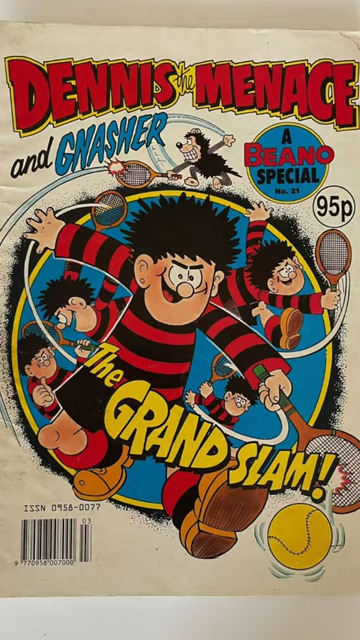 DENNIS the MENACE
and GNASHER
A
BEANO
SPECIAL
No. 21
95p
The
GRAND SLAM!
ISSN 0958-0077
03
9 770958 007000